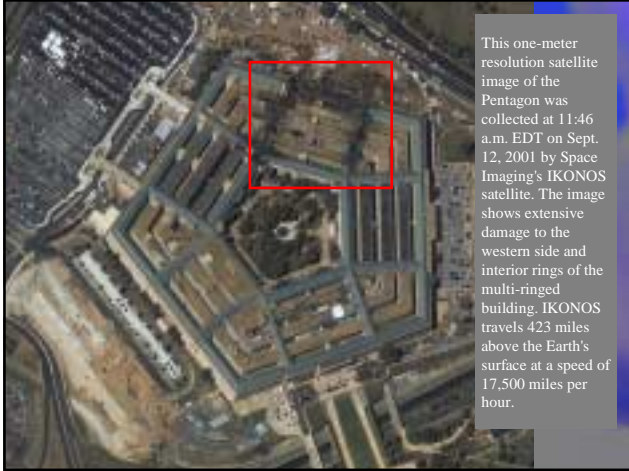 This one-meter
resolution satellite
image of the
Pentagon was
collected at 11:46
a.m. EDT on Sept.
12, 2001 by Space
Imaging's IKONOS
satellite. The image
shows extensive
damage to the
western side and
interior rings of the
multi-ringed
building. IKONOS
travels 423 miles
above the Earth's
surface at a speed of
17,500 miles per
hour.